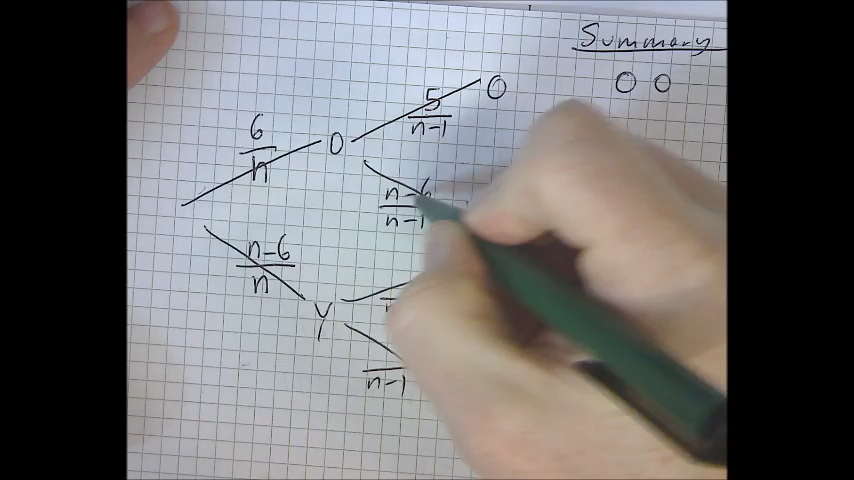 Summary
O O
6/n O 5/n-1 O
n-6/n-1
n-6/n Y
n-1